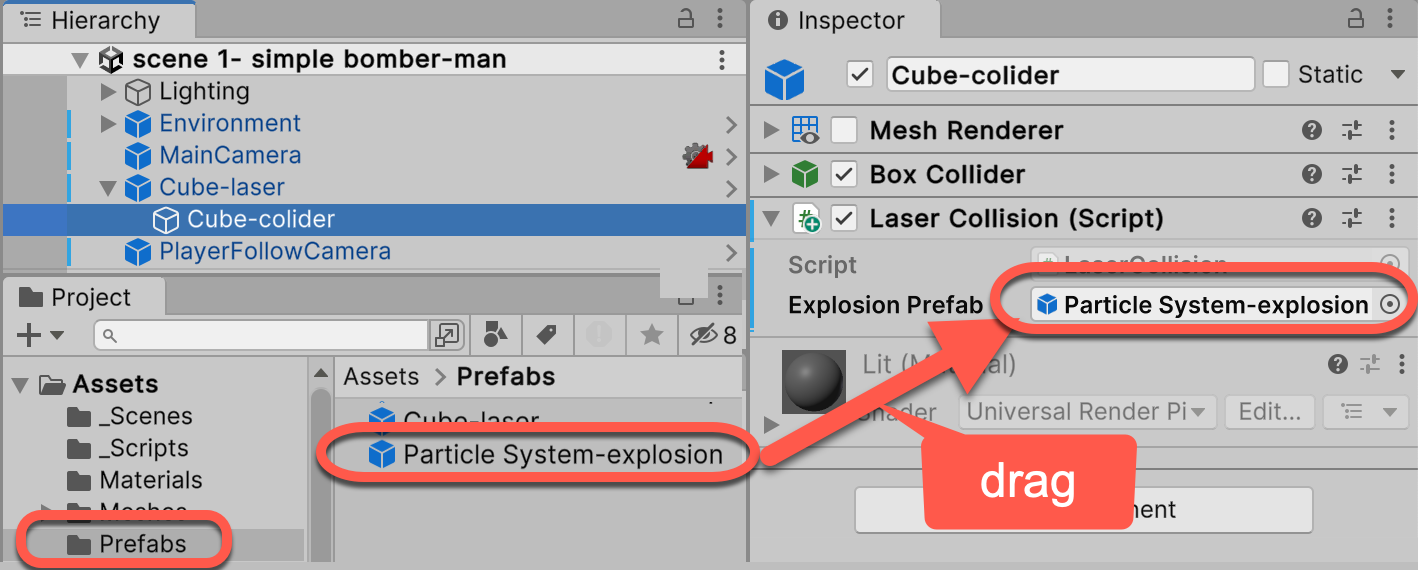 Hierarchy
scene 1- simple bomber-man
Lighting
Environment
MainCamera
Cube-laser
Cube-colider
PlayerFollowCamera
Project
8
Assets
_Scenes
_Scripts
Materials
Meshes
Prefabs
Assets > Prefabs
Cube-laser
Particle System-explosion
Inspector
Cube-colider
Static
Mesh Renderer
Box Collider
Laser Collision (Script)
Script LaserCollision
Explosion Prefab Particle System-explosion
Lit (Material)
Shader Universal Render Pi Edit...
drag